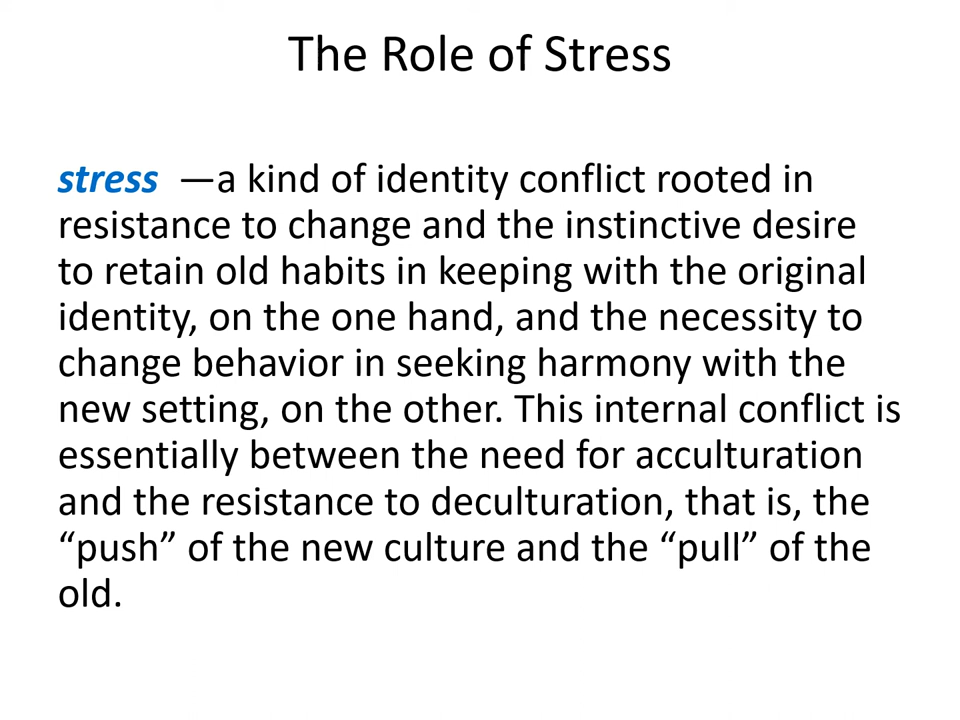 The Role of Stress
stress —a kind of identity conflict rooted in
resistance to change and the instinctive desire
to retain old habits in keeping with the original
identity, on the one hand, and the necessity to
change behavior in seeking harmony with the
new setting, on the other. This internal conflict is
essentially between the need for acculturation
and the resistance to deculturation, that is, the
“push” of the new culture and the “pull” of the
old.